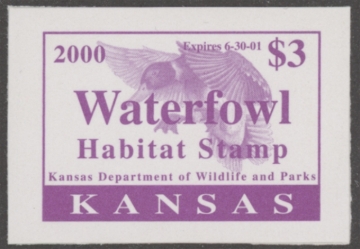 2000 Expires 6-30-01 $3
Waterfowl
Habitat Stamp
Kansas Department of Wildlife and Parks
KANSAS